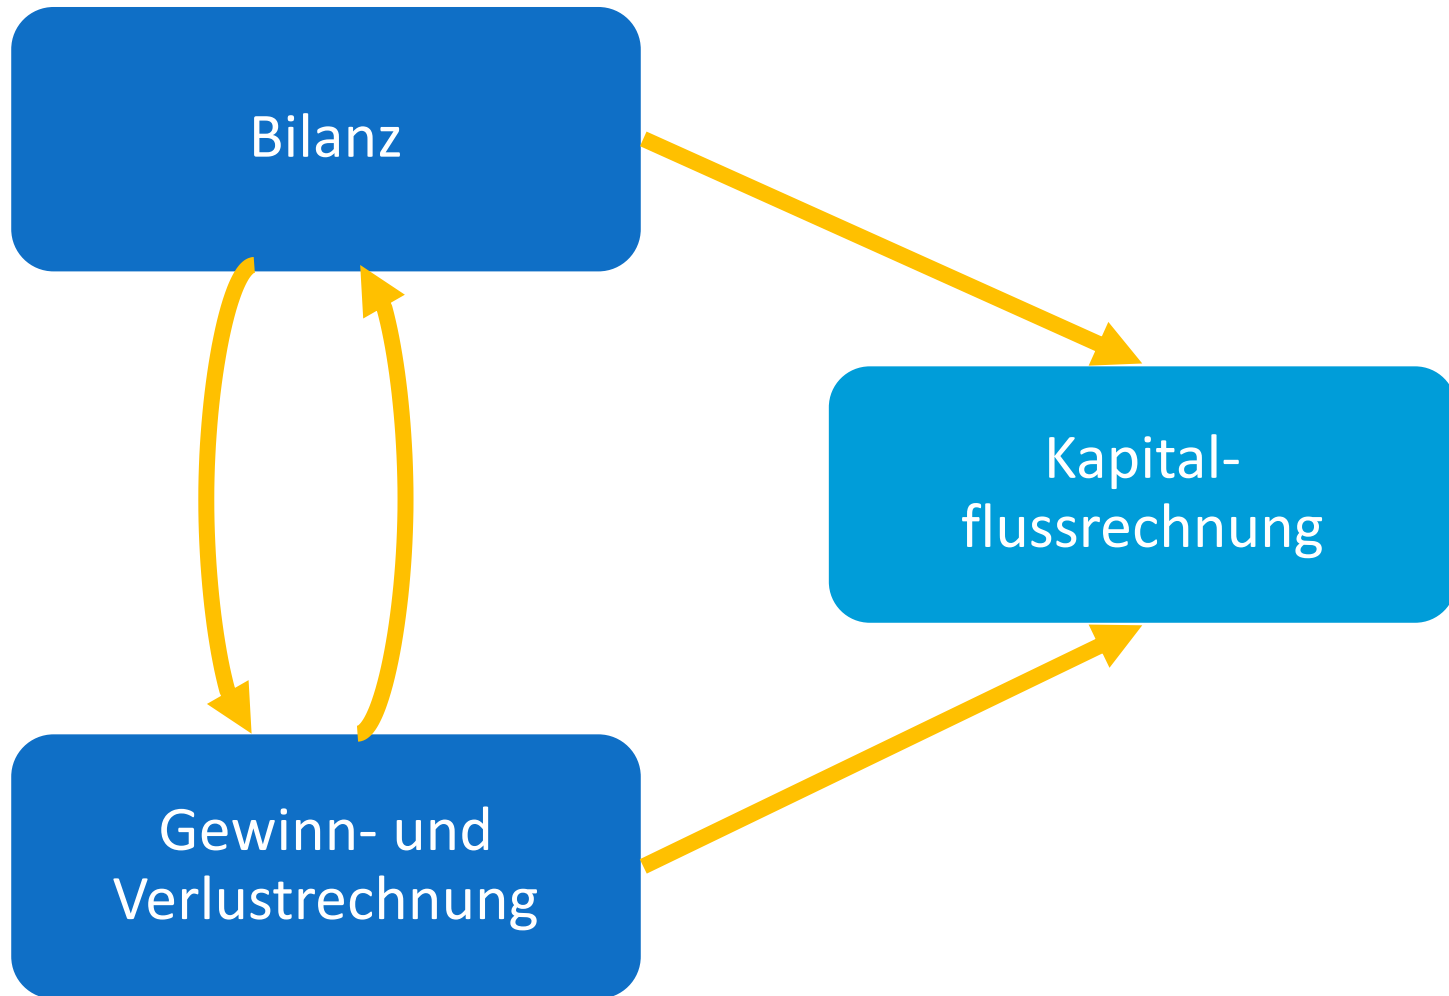 Bilanz
Kapital-
flussrechnung
Gewinn- und
Verlustrechnung